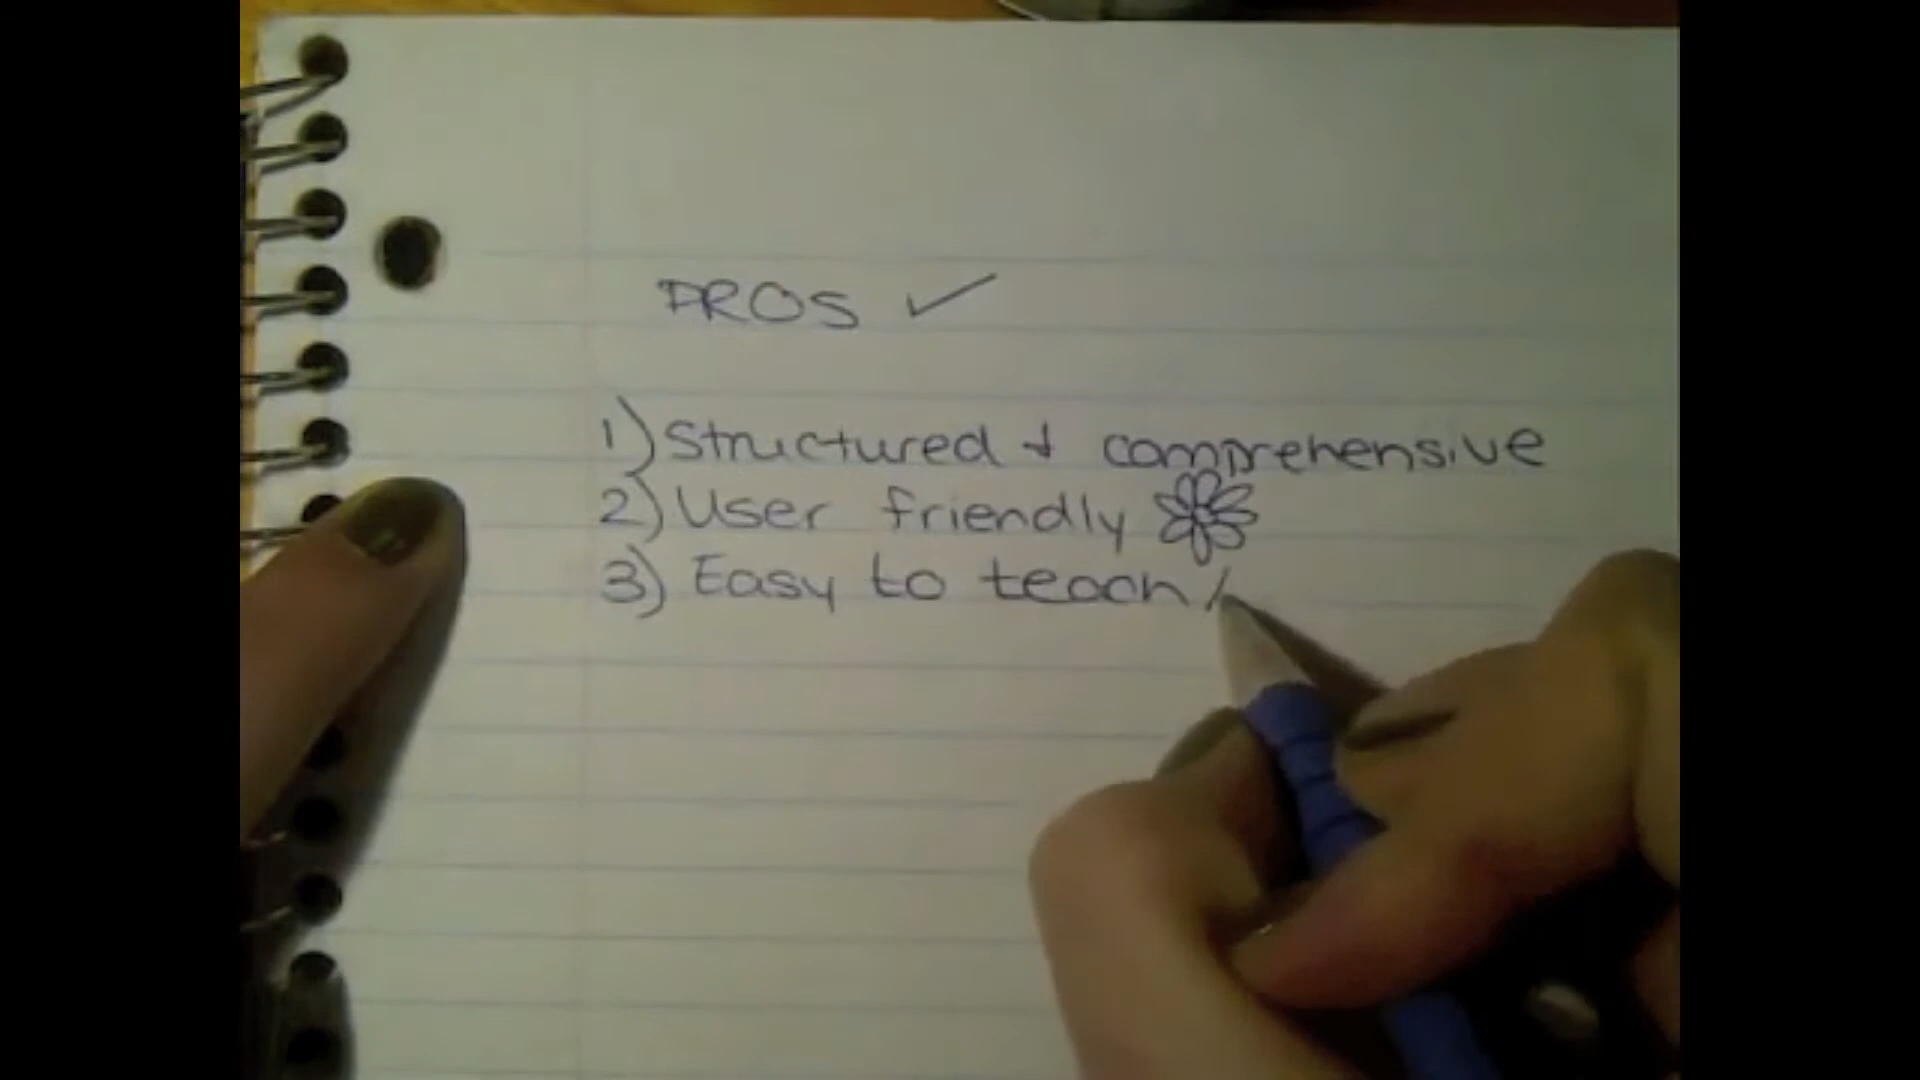 PROS ✓
1) Structured & comprehensive
2) User friendly
3) Easy to teach /